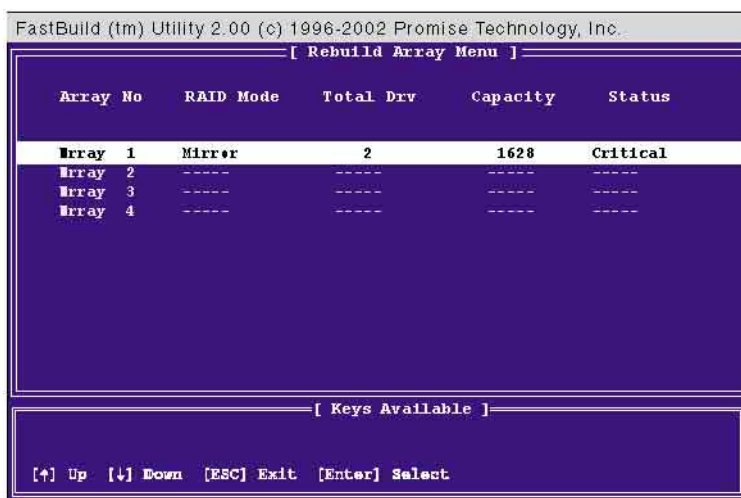 FastBuild (tm) Utility 2.00 (c) 1996-2002 Promise Technology, Inc.
[ Rebuild Array Menu ]
Array No RAID Mode Total Drv Capacity Status
Array 1 Mirror 2 1628 Critical
Array 2 ----- ----- ----- -----
Array 3 ----- ----- ----- -----
Array 4 ----- ----- ----- -----
[ Keys Available ]
[↑] Up [↓] Down [ESC] Exit [Enter] Select